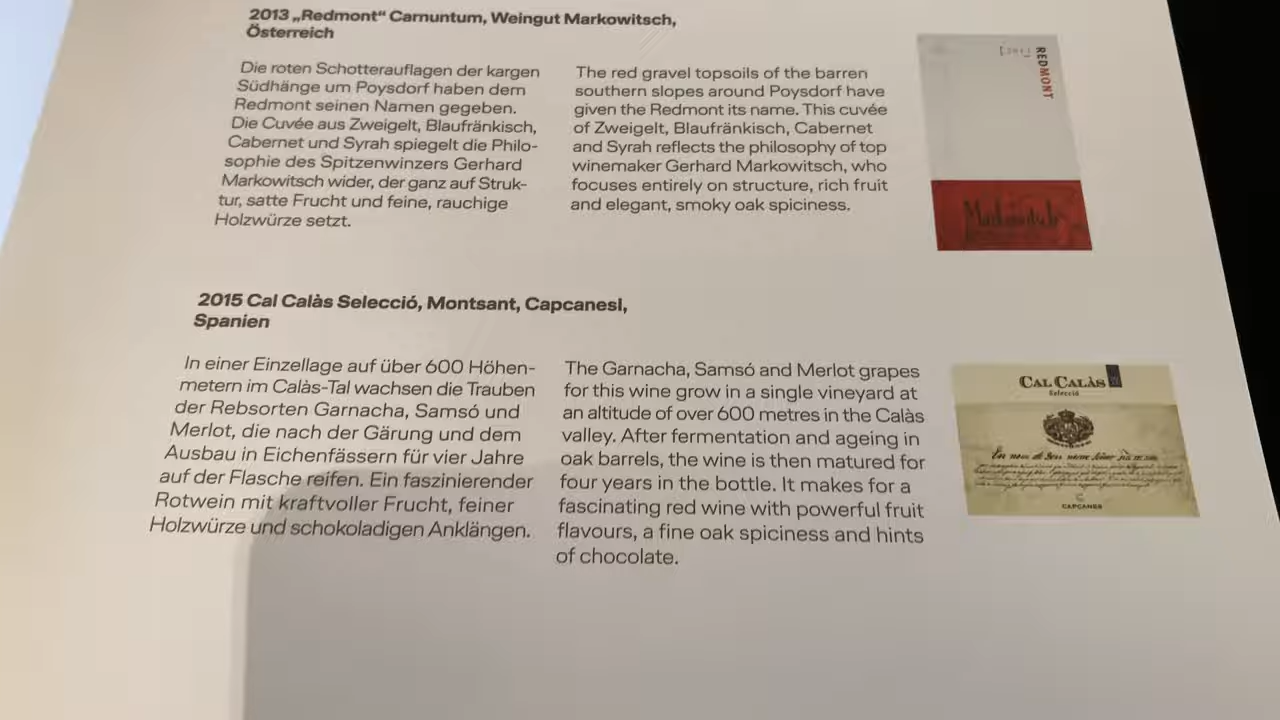 2013 „Redmont“ Carnuntum, Weingut Markowitsch,
Österreich
Die roten Schotterauflagen der kargen
Südhänge um Poysdorf haben dem
Redmont seinen Namen gegeben.
Die Cuvée aus Zweigelt, Blaufränkisch,
Cabernet und Syrah spiegelt die Philo-
sophie des Spitzenwinzers Gerhard
Markowitsch wider, der ganz auf Struk-
tur, satte Frucht und feine, rauchige
Holzwürze setzt.
The red gravel topsoils of the barren
southern slopes around Poysdorf have
given the Redmont its name. This cuvée
of Zweigelt, Blaufränkisch, Cabernet
and Syrah reflects the philosophy of top
winemaker Gerhard Markowitsch, who
focuses entirely on structure, rich fruit
and elegant, smoky oak spiciness.
REDMONT
Markowitsch
2015 Cal Calàs Selecció, Montsant, Capcanesl,
Spanien
In einer Einzellage auf über 600 Höhen-
metern im Calàs-Tal wachsen die Trauben
der Rebsorten Garnacha, Samsó und
Merlot, die nach der Gärung und dem
Ausbau in Eichenfässern für vier Jahre
auf der Flasche reifen. Ein faszinierender
Rotwein mit kraftvoller Frucht, feiner
Holzwürze und schokoladigen Anklängen.
The Garnacha, Samsó and Merlot grapes
for this wine grow in a single vineyard at
an altitude of over 600 metres in the Calàs
valley. After fermentation and ageing in
oak barrels, the wine is then matured for
four years in the bottle. It makes for a
fascinating red wine with powerful fruit
flavours, a fine oak spiciness and hints
of chocolate.
CAL CALÀS
Selecció
CAPCANES